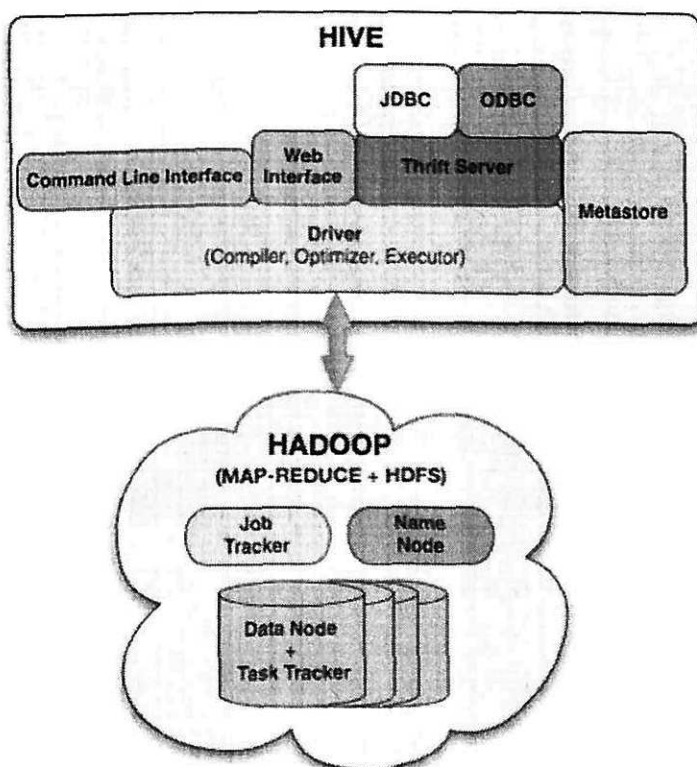 HIVE
JDBC
ODBC
Command Line Interface
Web
Interface
Thrift Server
Metastore
Driver
(Compiler, Optimizer, Executor)
HADOOP
(MAP-REDUCE + HDFS)
Job
Tracker
Name
Node
Data Node
+
Task Tracker